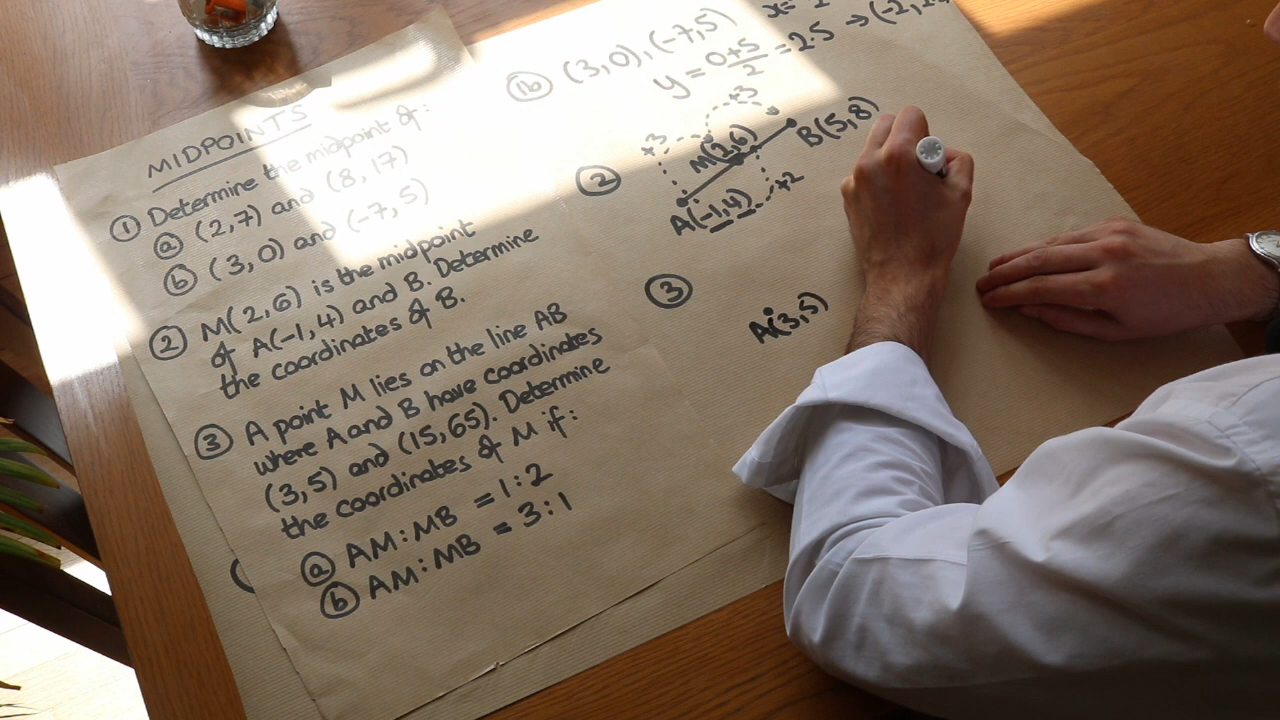 MIDPOINTS
① Determine the midpoint of:
ⓐ (2,7) and (8,17)
ⓑ (3,0) and (-7,5)
② M(2,6) is the midpoint
of A(-1,4) and B. Determine
the coordinates of B.
③ A point M lies on the line AB
where A and B have coordinates
(3,5) and (15,65). Determine
the coordinates of M if:
ⓐ AM:MB = 1:2
ⓑ AM:MB = 3:1
1b (3,0),(-7,5)
y = 0+5/2 = 2.5 → (-2,
②
+3
+3
M(2,6)
B(5,8)
A(-1,4)
+2
③
A(3,5)